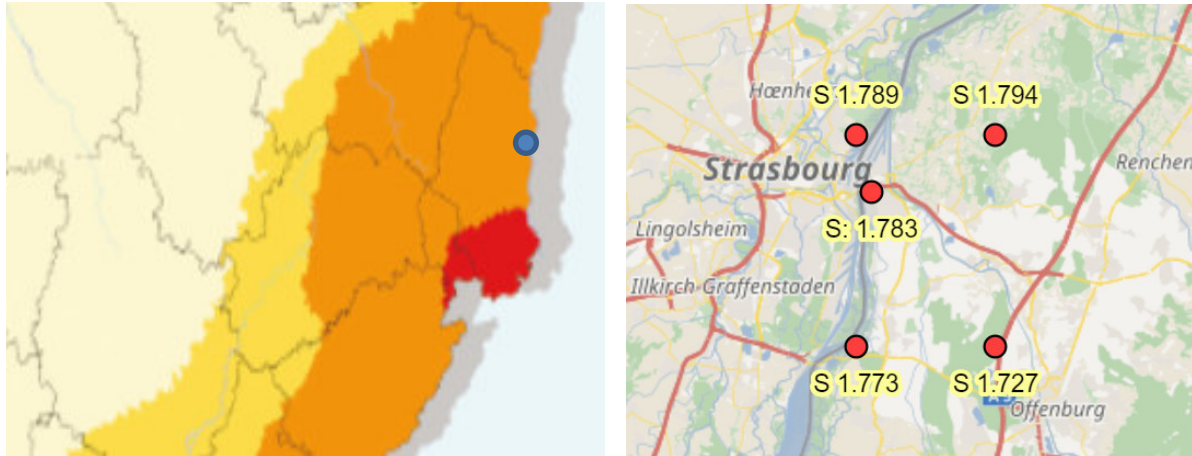 Hœnhe
S 1.789
S 1.794
Renchen
Strasbourg
Lingolsheim
S: 1.783
Illkirch-Graffenstaden
S 1.773
S 1.727
Offenburg